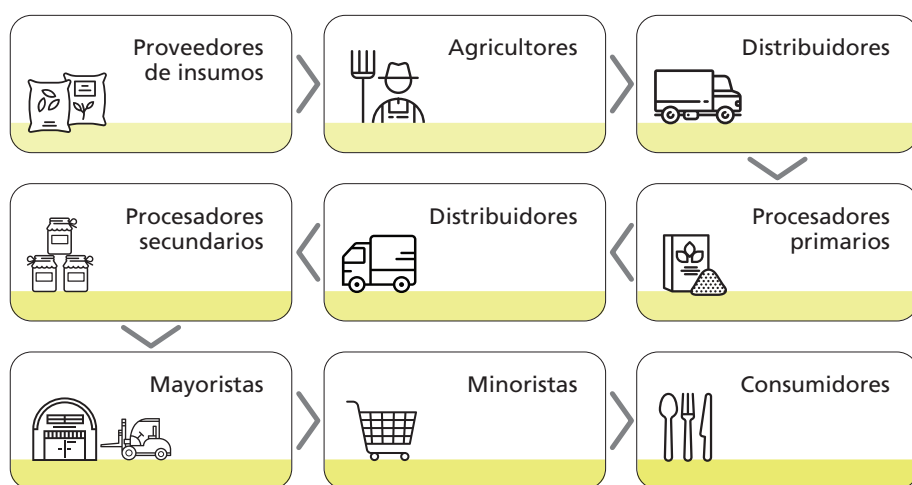 Proveedores
de insumos
Agricultores
Distribuidores
Procesadores
primarios
Distribuidores
Procesadores
secundarios
Mayoristas
Minoristas
Consumidores